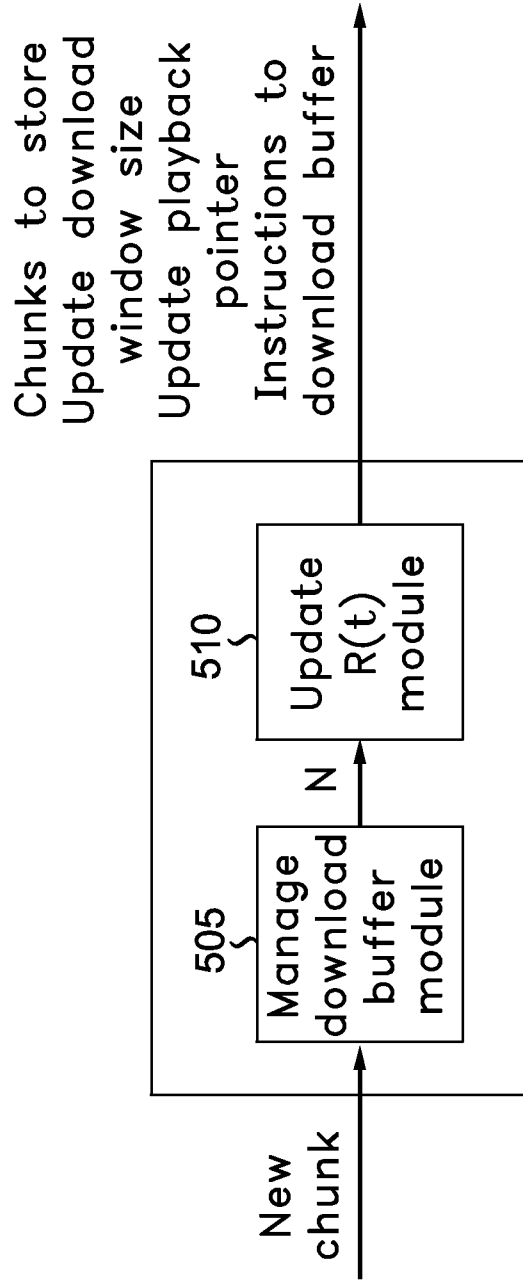 New
chunk
505
Manage
download
buffer
module
N
510
Update
R(t)
module
Chunks to store
Update download
window size
Update playback
pointer
Instructions to
download buffer